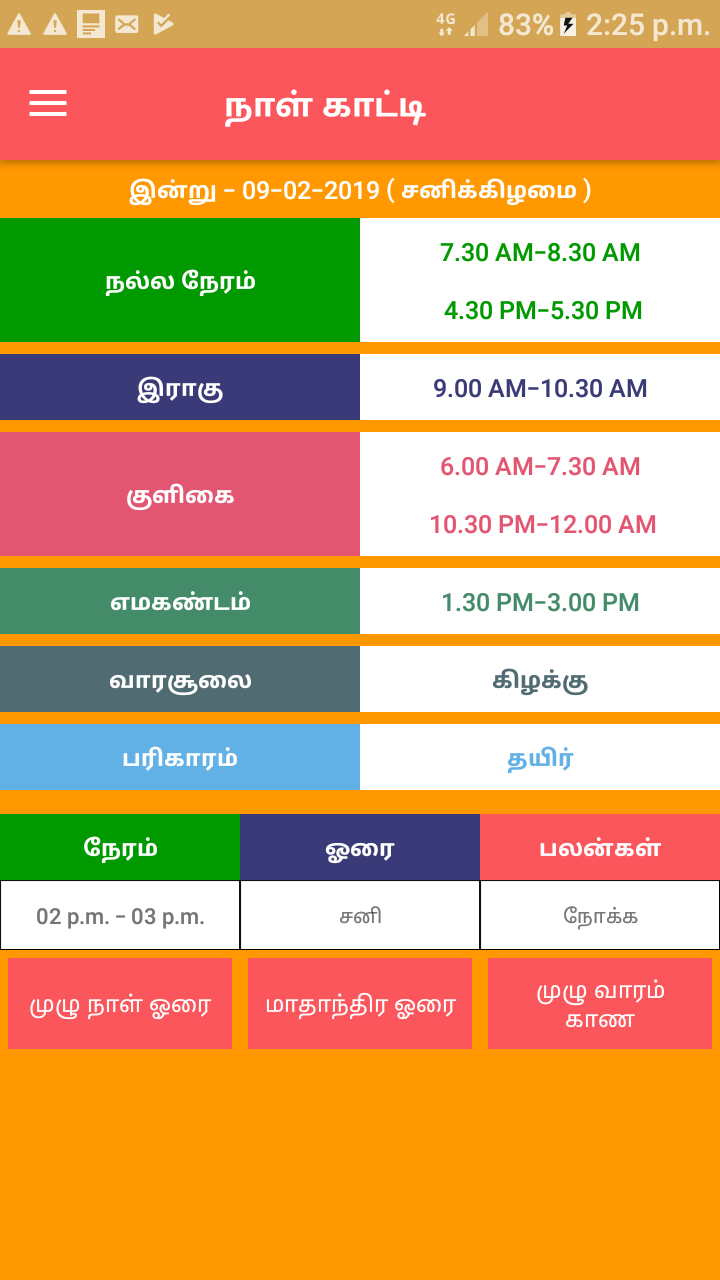 4G 83% 2:25 p.m.
நாள் காட்டி
இன்று - 09-02-2019 ( சனிக்கிழமை )
நல்ல நேரம்
7.30 AM-8.30 AM
4.30 PM-5.30 PM
இராகு
9.00 AM-10.30 AM
குளிகை
6.00 AM-7.30 AM
10.30 PM-12.00 AM
எமகண்டம்
1.30 PM-3.00 PM
வாரசூலை
கிழக்கு
பரிகாரம்
தயிர்
நேரம்
ஓரை
பலன்கள்
02 p.m. - 03 p.m.
சனி
நோக்க
முழு நாள் ஓரை
மாதாந்திர ஓரை
முழு வாரம்
காண